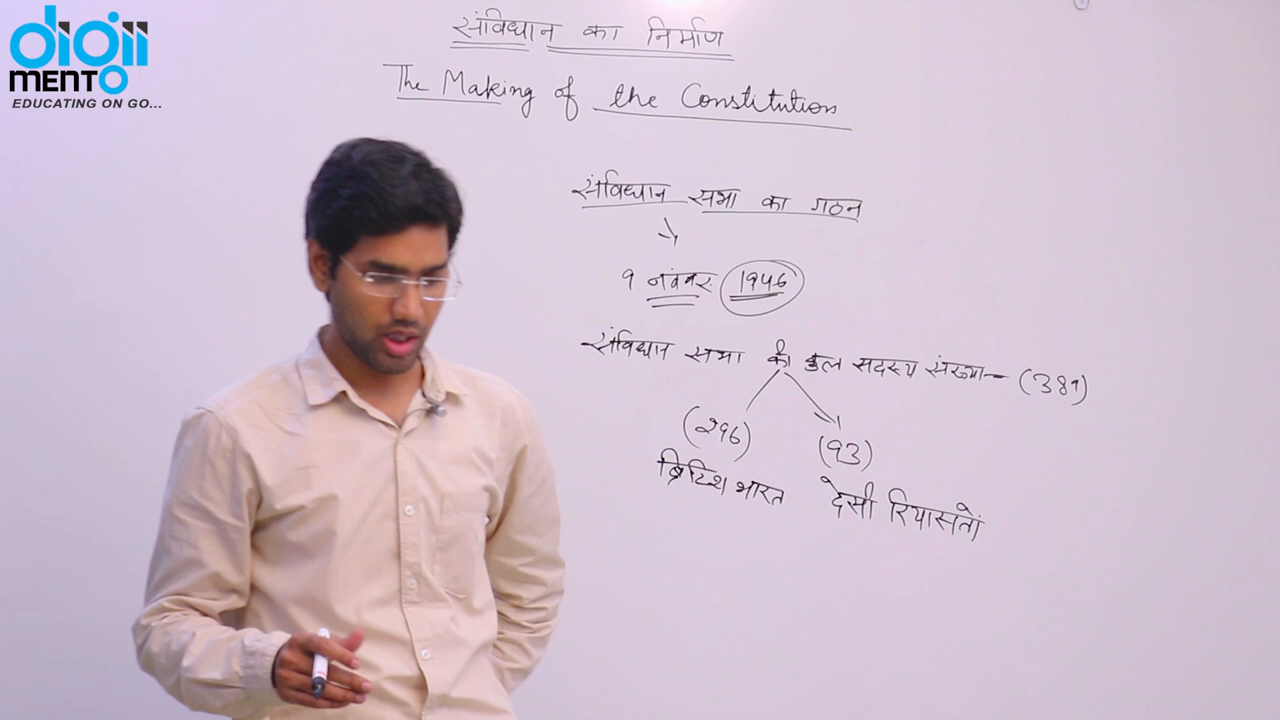 digii
MENTO
EDUCATING ON GO...
संविधान का निर्माण
The Making of the Constitution
संविधान सभा का गठन
१ नवंबर 1946
संविधान सभा की कुल सदस्य संख्या - (389)
(296) (93)
ब्रिटिश भारत देसी रियासतों